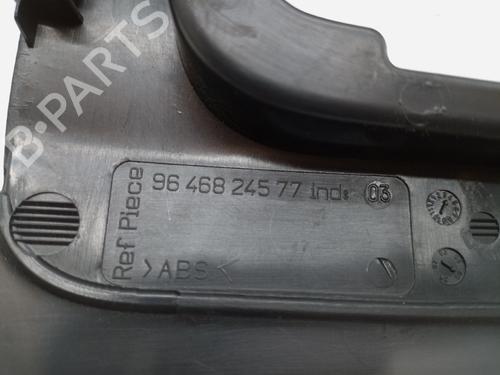 B-PARTS
Ref Piece
96 468 245 77 ind: 03
>ABS<